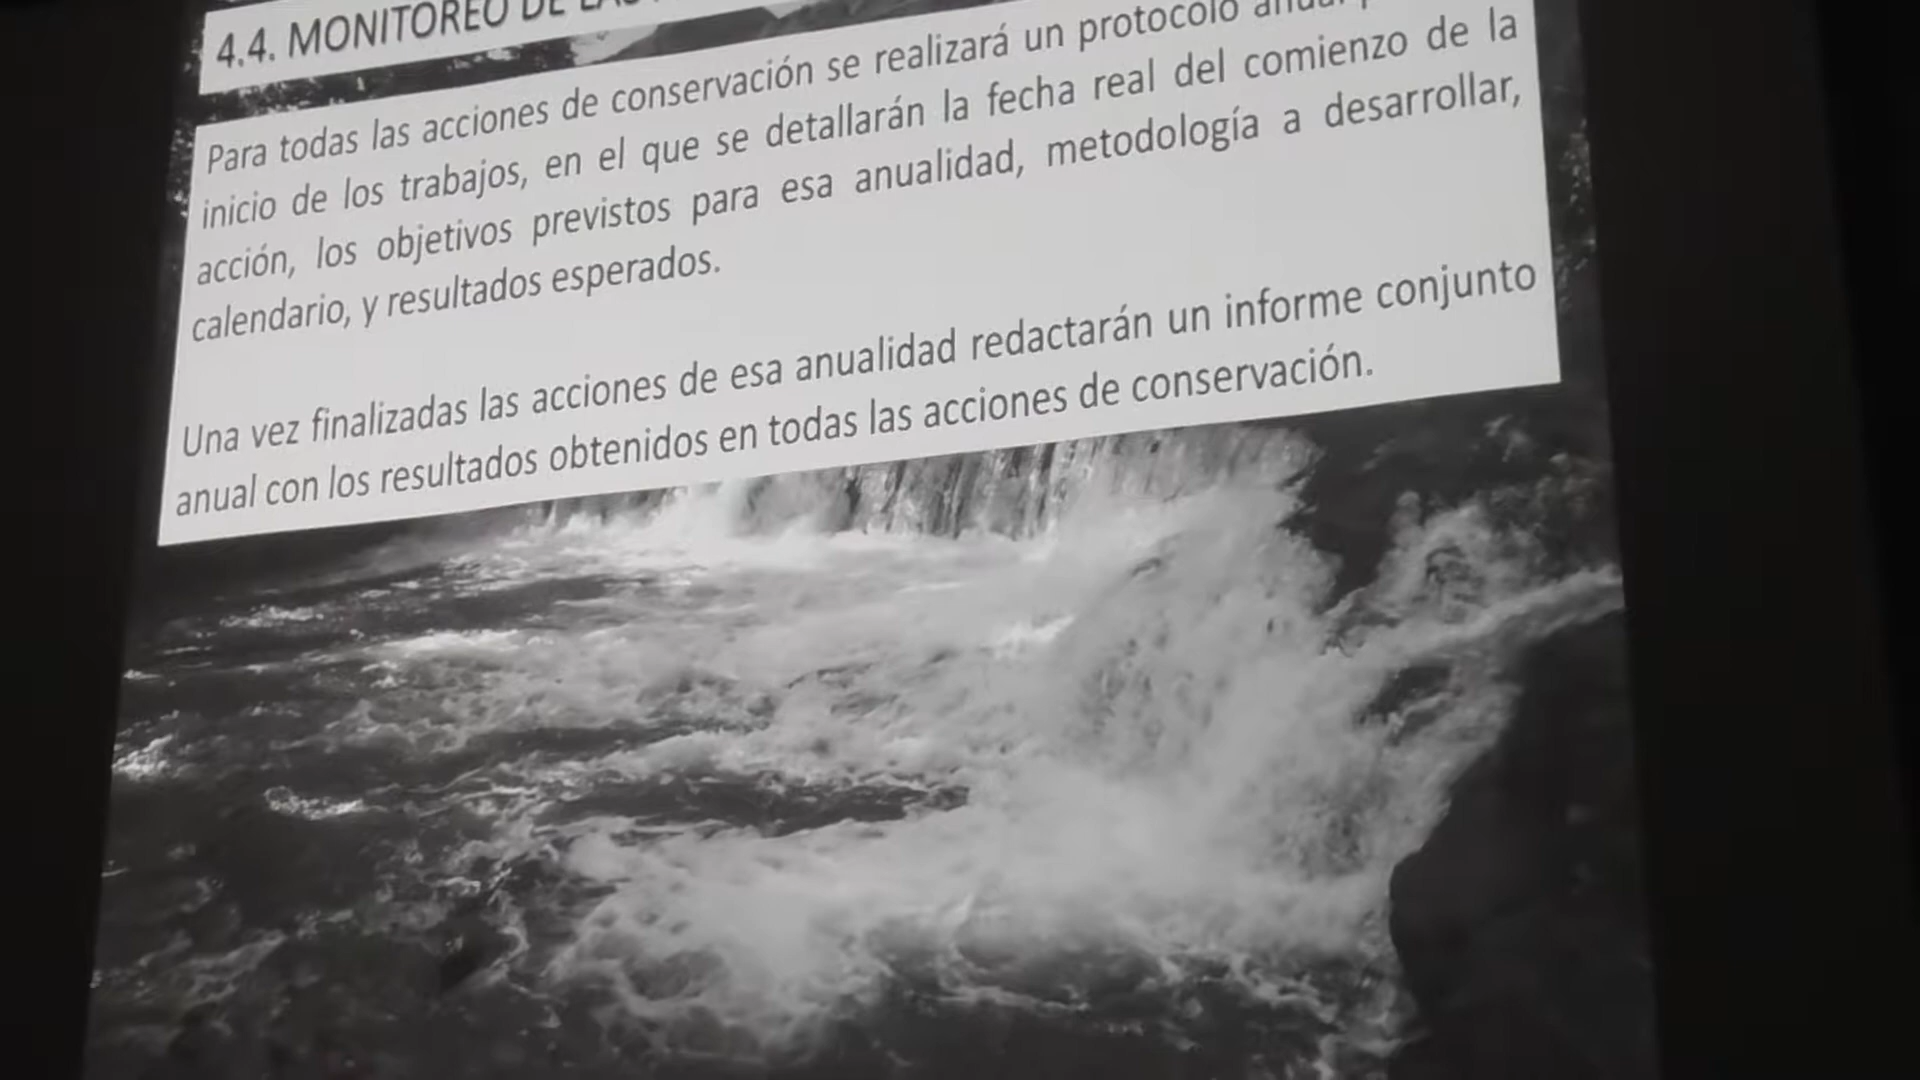 4.4. MONITOREO DE
Para todas las acciones de conservación se realizará un protocolo
inicio de los trabajos, en el que se detallarán la fecha real del comienzo de la
acción, los objetivos previstos para esa anualidad, metodología a desarrollar,
calendario, y resultados esperados.
Una vez finalizadas las acciones de esa anualidad redactarán un informe conjunto
anual con los resultados obtenidos en todas las acciones de conservación.